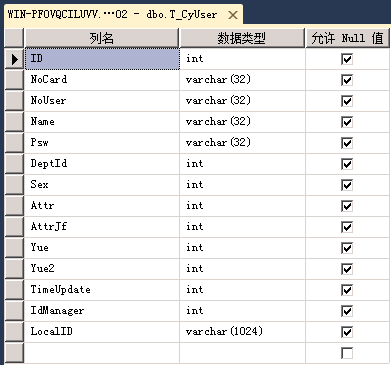 WIN-PFOVQCILUVV.···02 - dbo.T_CyUser
列名 数据类型 允许 Null 值
ID int
NoCard varchar(32)
NoUser varchar(32)
Name varchar(32)
Psw varchar(32)
DeptId int
Sex int
Attr int
AttrJf int
Yue int
Yue2 int
TimeUpdate int
IdManager int
LocalID varchar(1024)